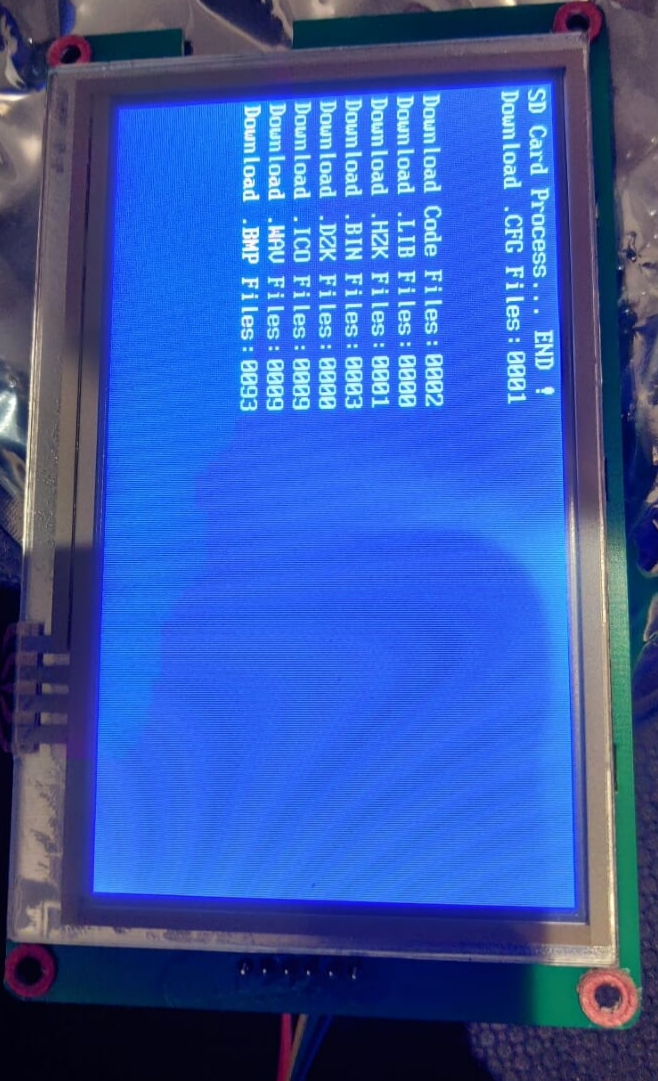 SD Card Process... END !
Download .CFG Files:0001
Download Code Files:0002
Download .LIB Files:0000
Download .HZK Files:0001
Download .BIN Files:0003
Download .DZK Files:0000
Download .ICO Files:0009
Download .WAV Files:0009
Download .BMP Files:0093